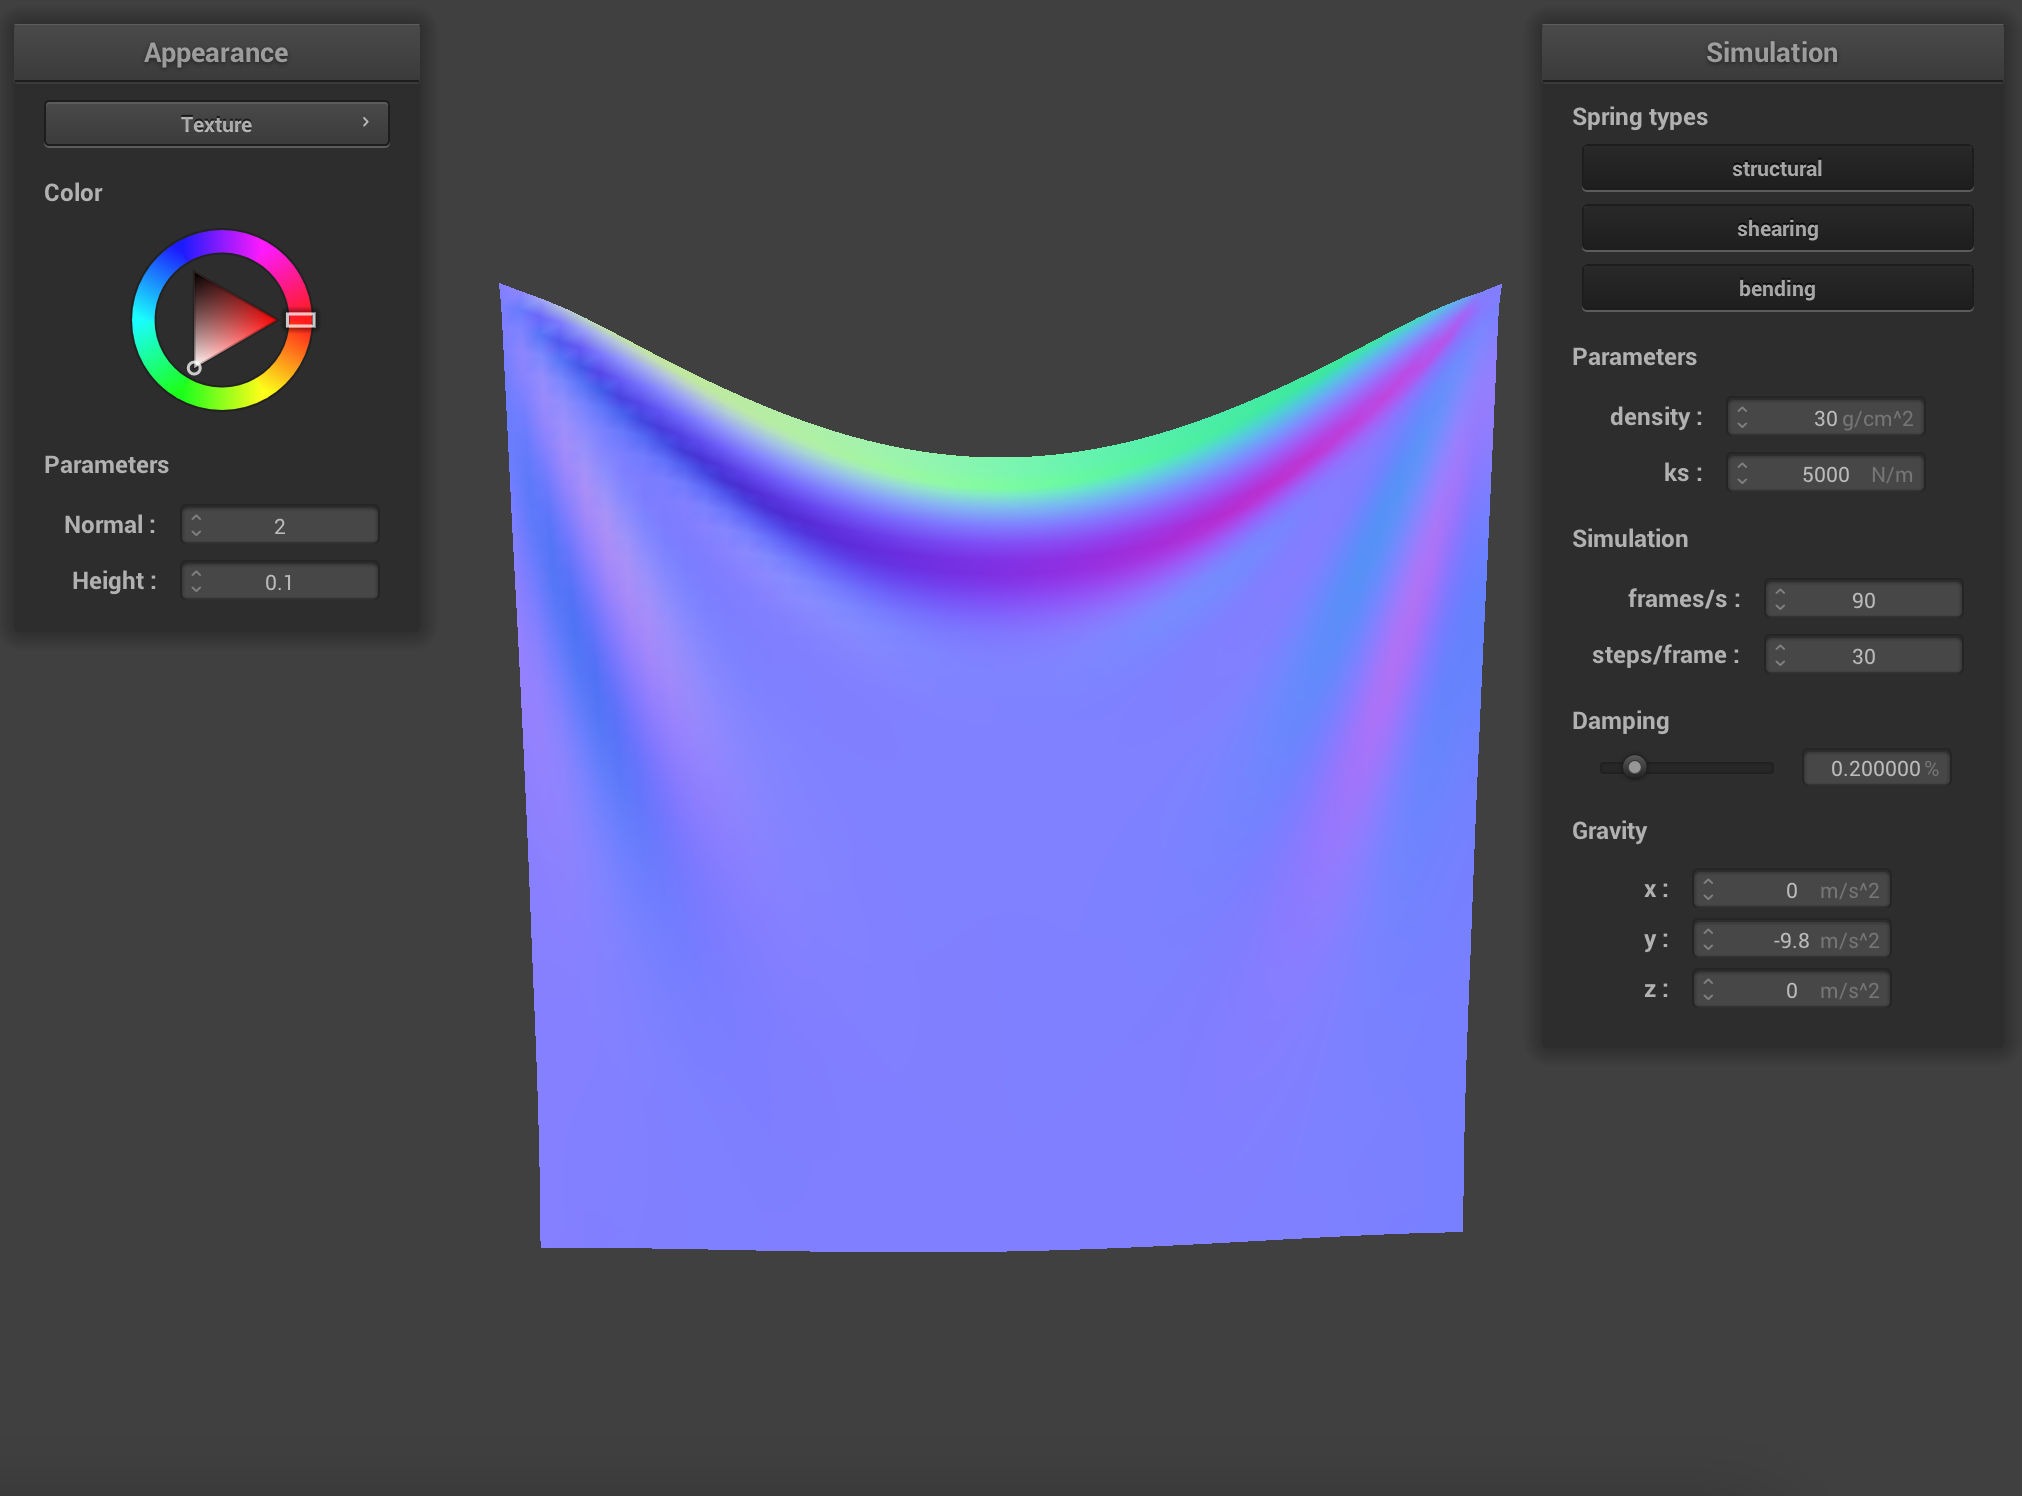 Appearance
Texture ›
Color
Parameters
Normal : 2
Height : 0.1
Simulation
Spring types
structural
shearing
bending
Parameters
density : 30 g/cm^2
ks : 5000 N/m
Simulation
frames/s : 90
steps/frame : 30
Damping
0.200000 %
Gravity
x : 0 m/s^2
y : -9.8 m/s^2
z : 0 m/s^2